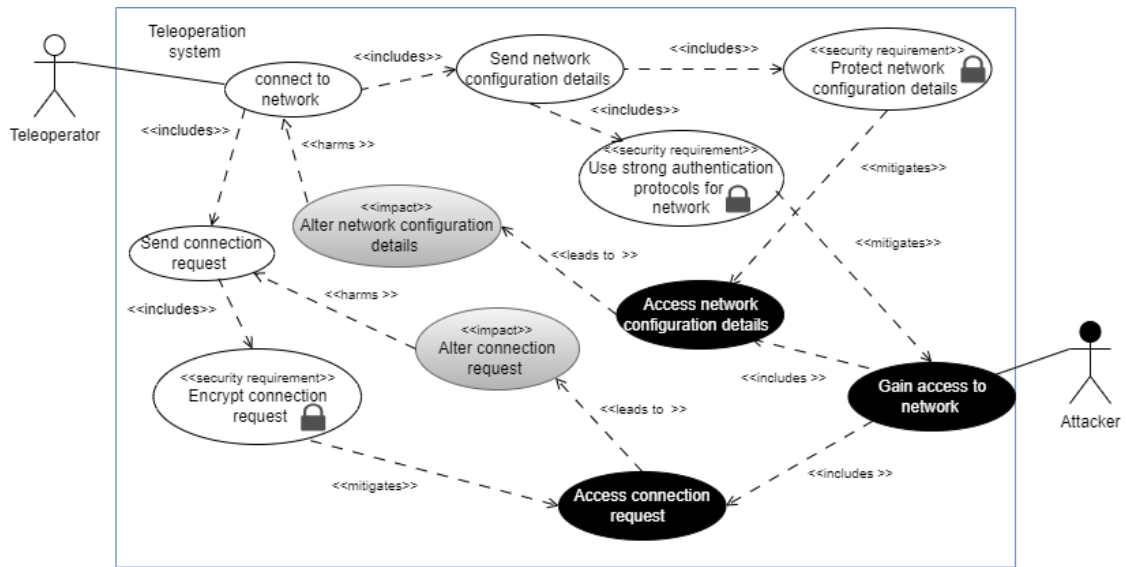 Teleoperation
system
Teleoperator
connect to
network
<<includes>>
Send network
configuration details
<<includes>>
<<security requirement>>
Protect network
configuration details
<<includes>>
<<includes>>
<<harms >>
<<security requirement>>
Use strong authentication
protocols for
network
<<mitigates>>
<<impact>>
Alter network configuration
details
Send connection
request
<<mitigates>>
<<leads to >>
<<harms >>
<<includes>>
Access network
configuration details
<<impact>>
Alter connection
request
<<security requirement>>
Encrypt connection
request
<<includes >>
Gain access to
network
Attacker
<<leads to >>
<<includes >>
<<mitigates>>
Access connection
request